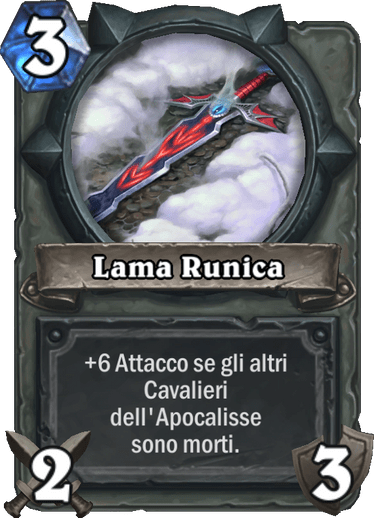 3
Lama Runica
+6 Attacco se gli altri
Cavalieri
dell'Apocalisse
sono morti.
2
3